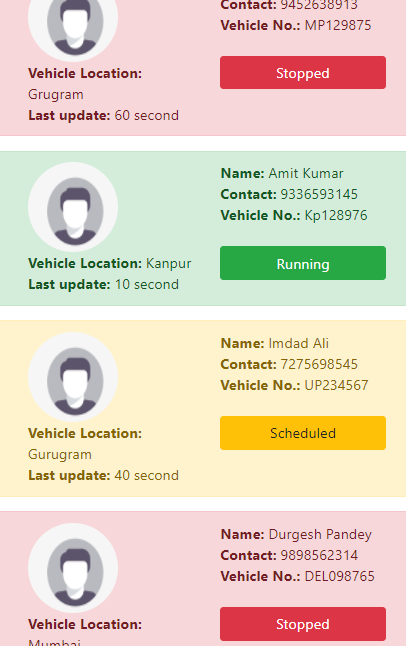 Contact: 9452638913
Vehicle No.: MP129875
Stopped
Vehicle Location:
Grugram
Last update: 60 second
Name: Amit Kumar
Contact: 9336593145
Vehicle No.: Kp128976
Running
Vehicle Location: Kanpur
Last update: 10 second
Name: Imdad Ali
Contact: 7275698545
Vehicle No.: UP234567
Scheduled
Vehicle Location:
Gurugram
Last update: 40 second
Name: Durgesh Pandey
Contact: 9898562314
Vehicle No.: DEL098765
Stopped
Vehicle Location:
Mumbai